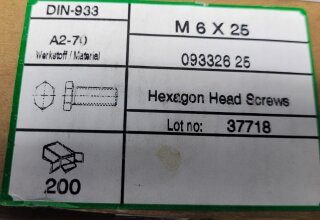 DIN-933
M 6 X 25
A2-70
Werkstoff / Material
093326 25
Hexagon Head Screws
Lot no: 37718
200